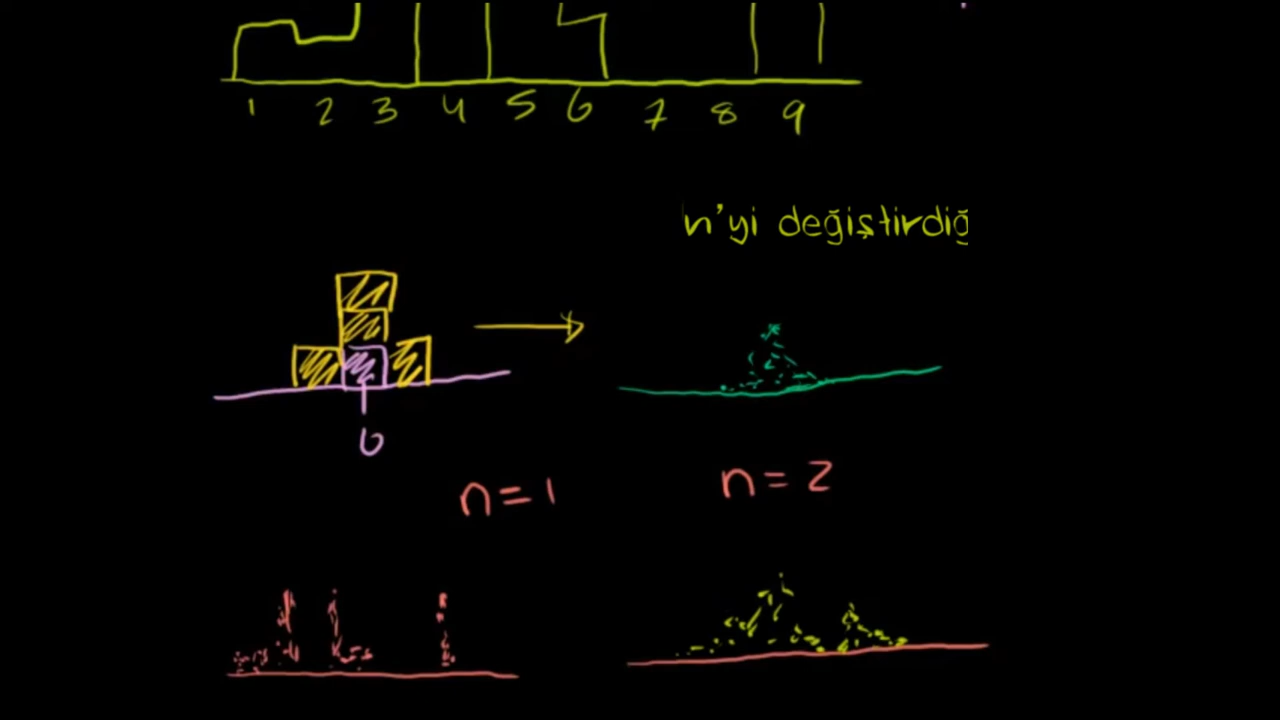 1 2 3 4 5 6 7 8 9
n'yi değiştirdiğ
0
n = 1
n = 2